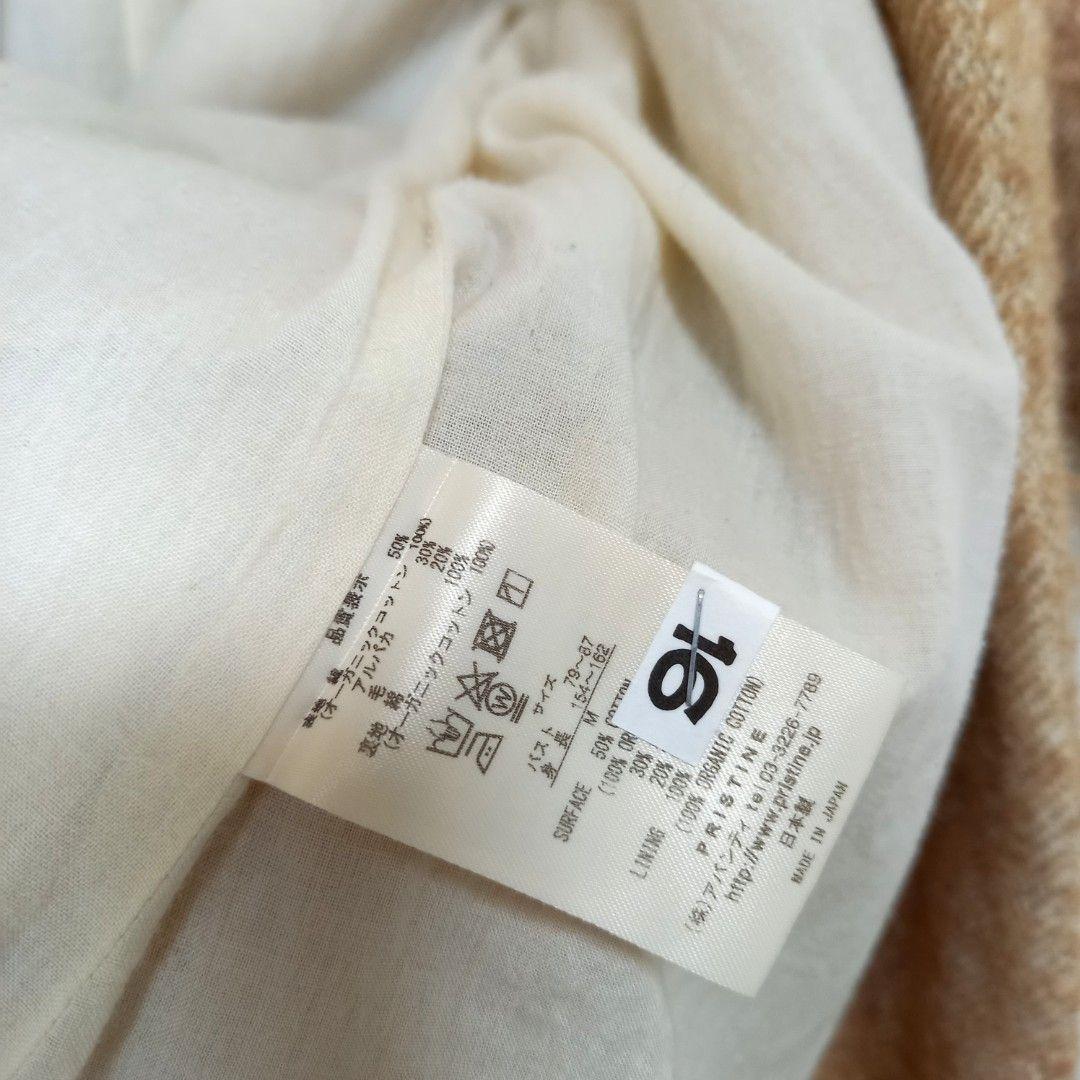 品質表示
表地 綿 50%
(オーガニックコットン 100%)
アルパカ 30%
毛 20%
裏地 綿 100%
(オーガニックコットン 100%)
サイズ M
バスト 79~87
身長 154~162
SURFACE 50% COTTON
(100% OR
30%
20%
LINING 100%
(100% ORGANIC COTTON)
PRISTINE
(株)アバンティ tel 03-3226-7789
http://www.pristine.jp
日本製
MADE IN JAPAN
16